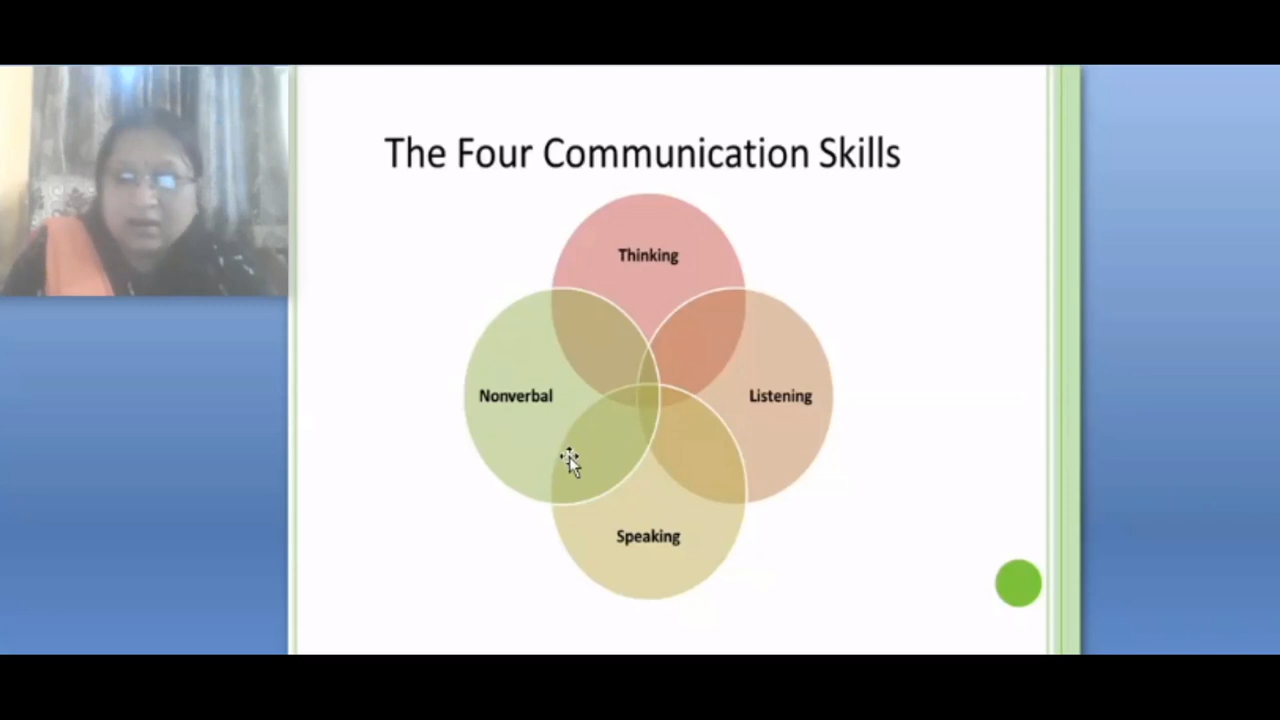 The Four Communication Skills
Thinking
Nonverbal
Listening
Speaking